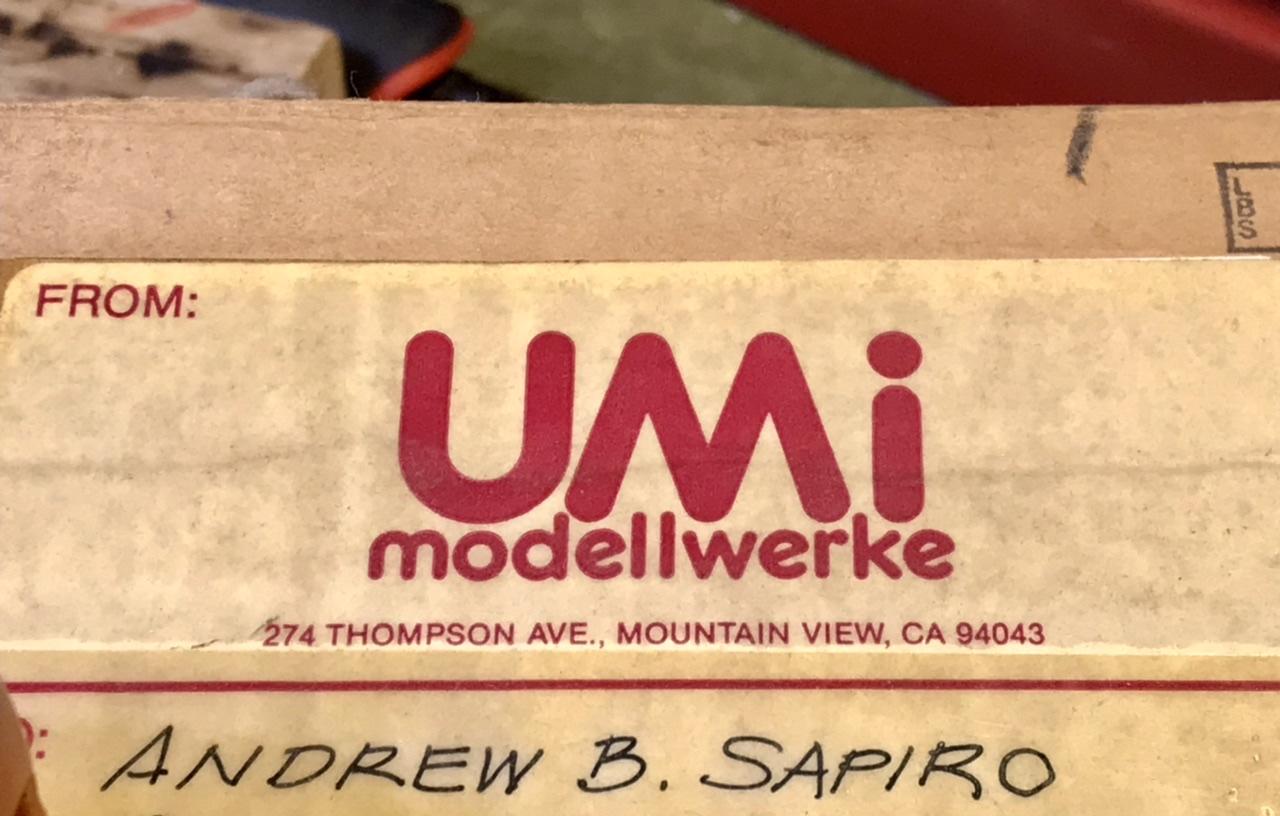 LBS
FROM:
UMi
modellwerke
274 THOMPSON AVE., MOUNTAIN VIEW, CA 94043
ANDREW B. SAPIRO